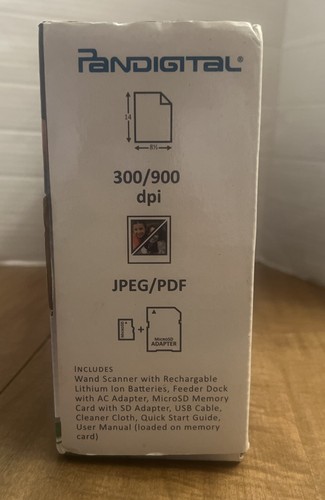 PANDIGITAL®
14
8½
300/900
dpi
JPEG/PDF
+
MicroSD
ADAPTER
INCLUDES
Wand Scanner with Rechargable
Lithium Ion Batteries, Feeder Dock
with AC Adapter, MicroSD Memory
Card with SD Adapter, USB Cable,
Cleaner Cloth, Quick Start Guide,
User Manual (loaded on memory
card)